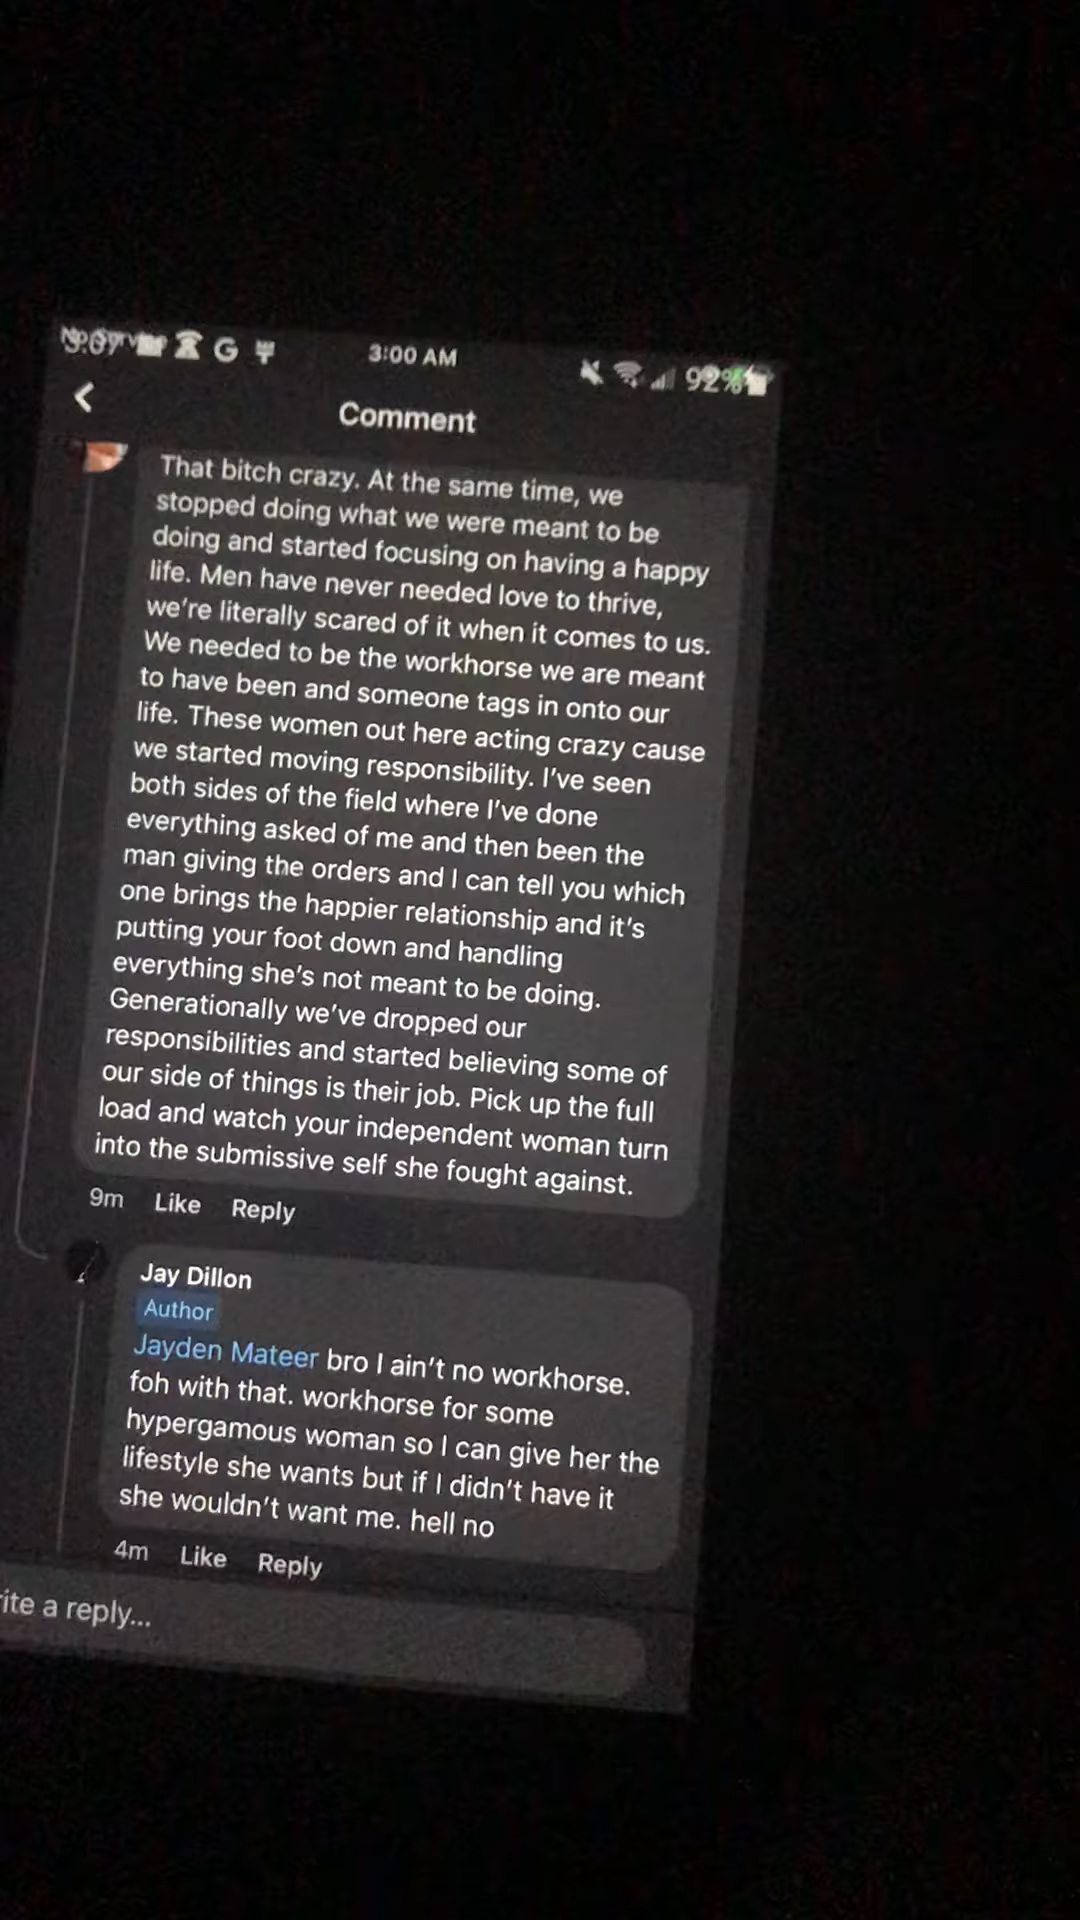 G
3:00 AM
92%
Comment
That bitch crazy. At the same time, we
stopped doing what we were meant to be
doing and started focusing on having a happy
life. Men have never needed love to thrive,
we're literally scared of it when it comes to us.
We needed to be the workhorse we are meant
to have been and someone tags in onto our
life. These women out here acting crazy cause
we started moving responsibility. I've seen
both sides of the field where I've done
everything asked of me and then been the
man giving the orders and I can tell you which
one brings the happier relationship and it's
putting your foot down and handling
everything she's not meant to be doing.
Generationally we've dropped our
responsibilities and started believing some of
our side of things is their job. Pick up the full
load and watch your independent woman turn
into the submissive self she fought against.
9m Like Reply
Jay Dillon
Author
Jayden Mateer bro I ain't no workhorse.
foh with that. workhorse for some
hypergamous woman so I can give her the
lifestyle she wants but if I didn't have it
she wouldn't want me. hell no
4m Like Reply
ite a reply...